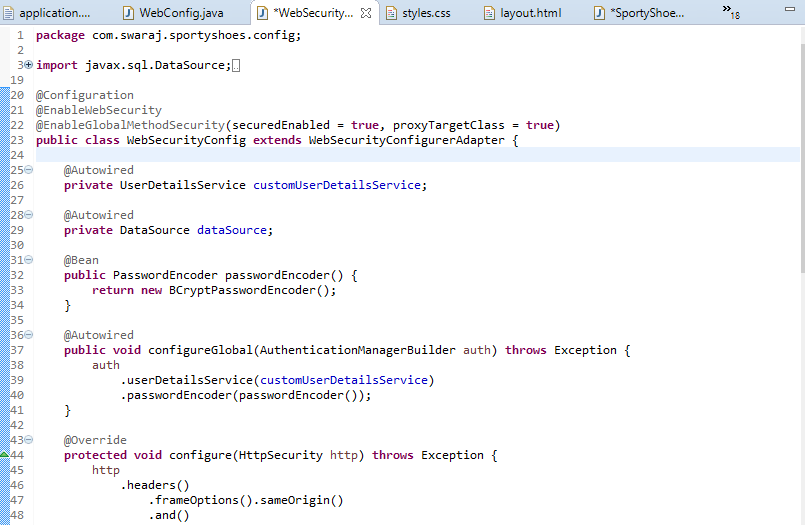 application....
WebConfig.java
*WebSecurity...
styles.css
layout.html
*SportyShoe...
18
1 package com.swaraj.sportyshoes.config;
2
3 import javax.sql.DataSource;
19
20 @Configuration
21 @EnableWebSecurity
22 @EnableGlobalMethodSecurity(securedEnabled = true, proxyTargetClass = true)
23 public class WebSecurityConfig extends WebSecurityConfigurerAdapter {
24
25 @Autowired
26 private UserDetailsService customUserDetailsService;
27
28 @Autowired
29 private DataSource dataSource;
30
31 @Bean
32 public PasswordEncoder passwordEncoder() {
33 return new BCryptPasswordEncoder();
34 }
35
36 @Autowired
37 public void configureGlobal(AuthenticationManagerBuilder auth) throws Exception {
38 auth
39 .userDetailsService(customUserDetailsService)
40 .passwordEncoder(passwordEncoder());
41 }
42
43 @Override
44 protected void configure(HttpSecurity http) throws Exception {
45 http
46 .headers()
47 .frameOptions().sameOrigin()
48 .and()